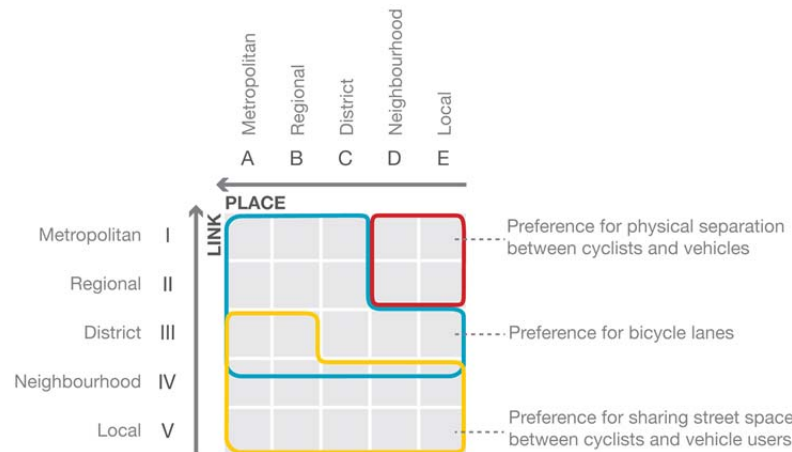 Metropolitan
Regional
District
Neighbourhood
Local
A B C D E
PLACE
LINK
Metropolitan I
Regional II
District III
Neighbourhood IV
Local V
Preference for physical separation
between cyclists and vehicles
Preference for bicycle lanes
Preference for sharing street space
between cyclists and vehicle users